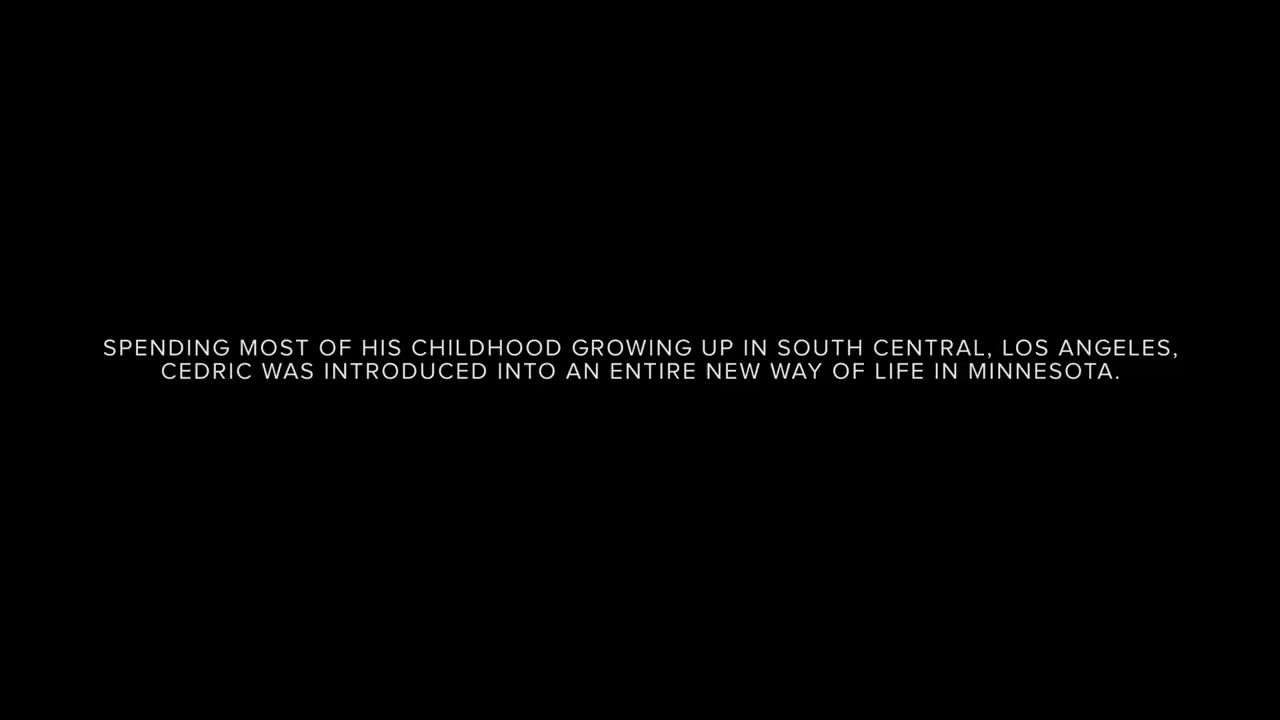 SPENDING MOST OF HIS CHILDHOOD GROWING UP IN SOUTH CENTRAL, LOS ANGELES,
CEDRIC WAS INTRODUCED INTO AN ENTIRE NEW WAY OF LIFE IN MINNESOTA.